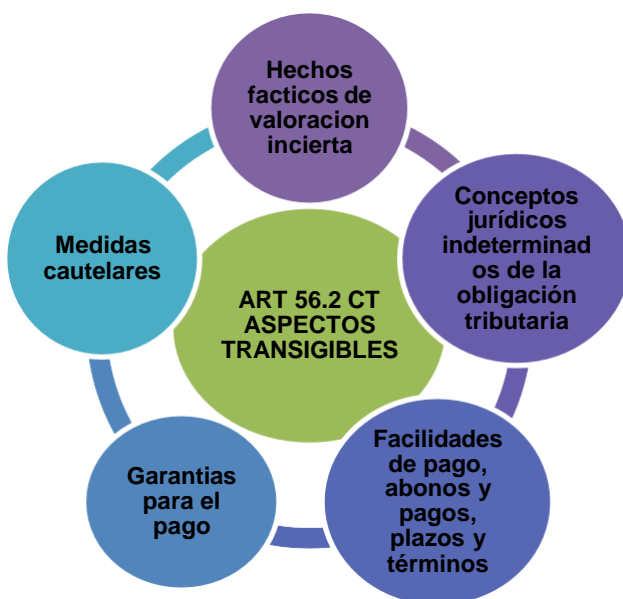 Hechos
facticos de
valoracion
incierta
Conceptos
jurídicos
indeterminad
os de la
obligación
tributaria
Facilidades
de pago,
abonos y
pagos,
plazos y
términos
Garantias
para el
pago
Medidas
cautelares
ART 56.2 CT
ASPECTOS
TRANSIGIBLES